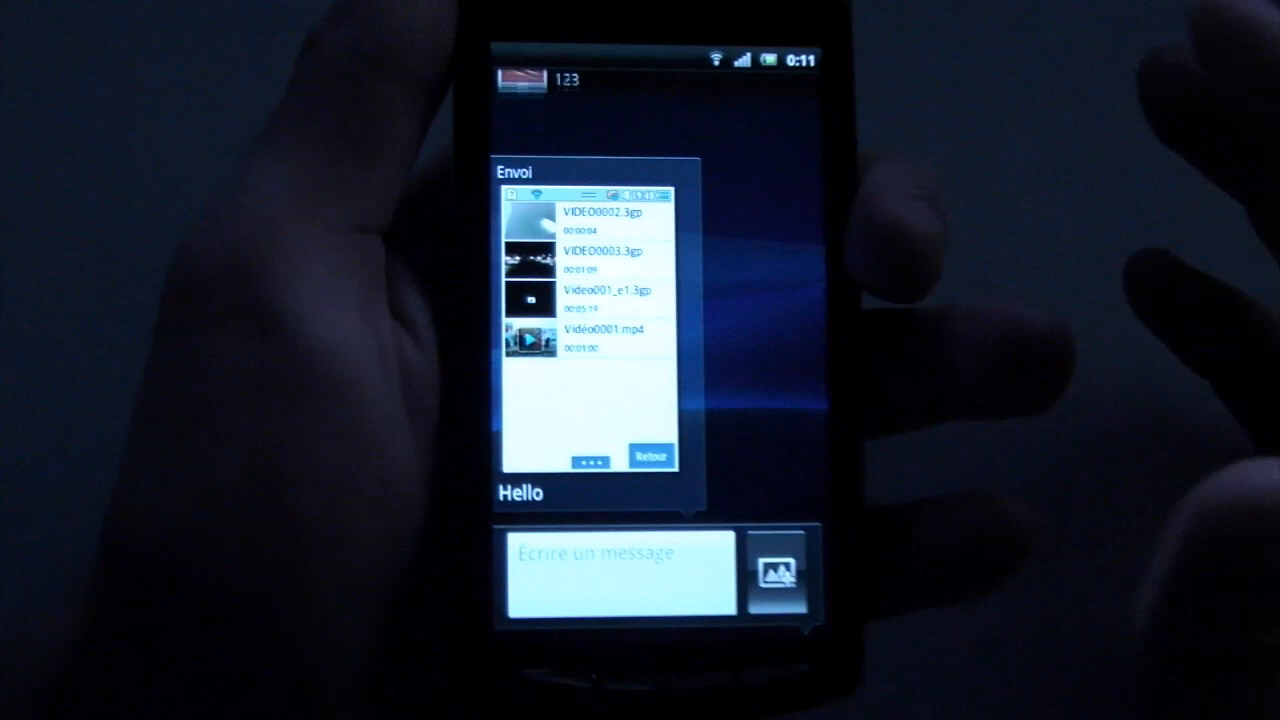 0:11
123
Envoi
VIDEO0002.3gp
00:00:04
VIDEO0003.3gp
00:01:09
Video001_e1.3gp
00:05:19
Vidéo0001.mp4
00:01:00
Retour
Hello
Écrire un message